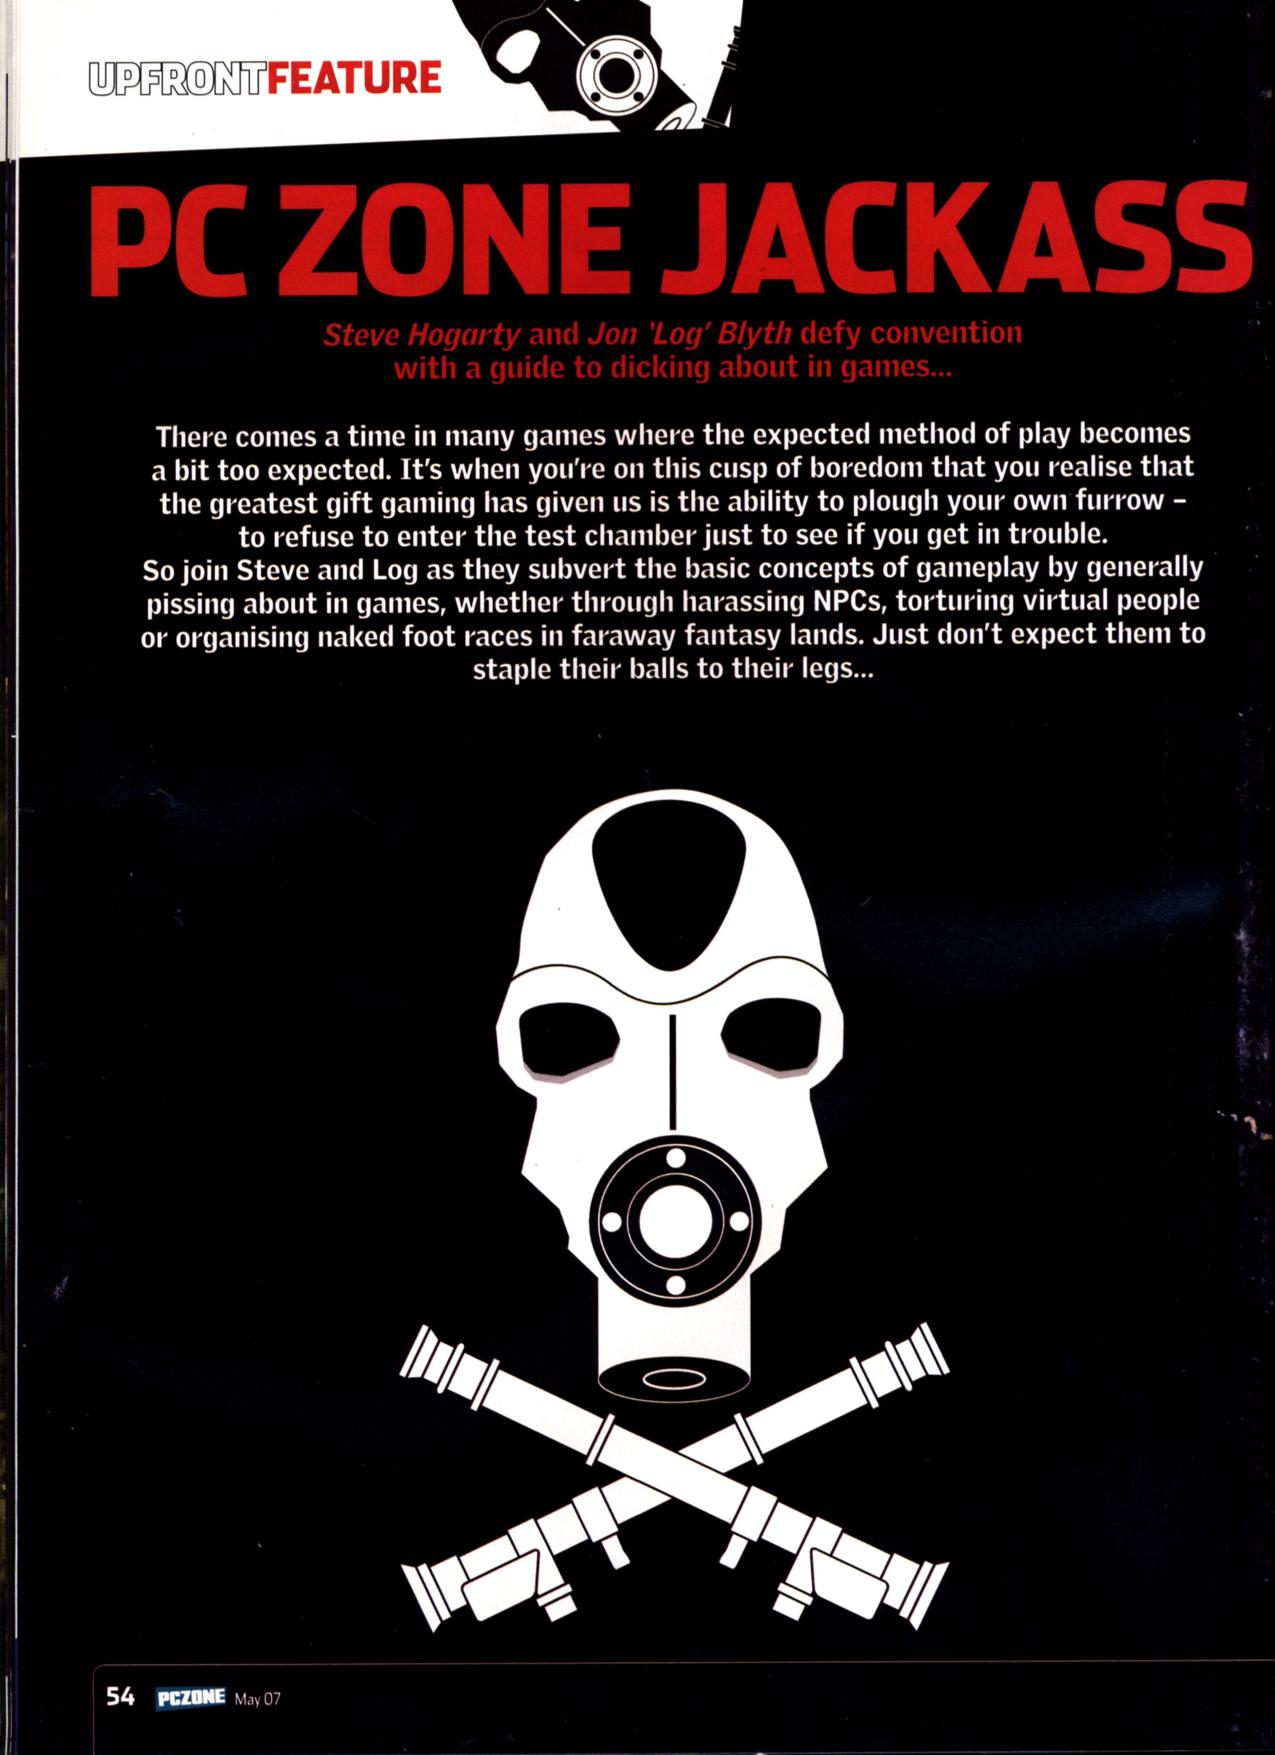 UPFRONTFEATURE
PC ZONE JACKASS
Steve Hogarty and Jon 'Log' Blyth defy convention
with a guide to dicking about in games...
There comes a time in many games where the expected method of play becomes
a bit too expected. It's when you're on this cusp of boredom that you realise that
the greatest gift gaming has given us is the ability to plough your own furrow –
to refuse to enter the test chamber just to see if you get in trouble.
So join Steve and Log as they subvert the basic concepts of gameplay by generally
pissing about in games, whether through harassing NPCs, torturing virtual people
or organising naked foot races in faraway fantasy lands. Just don't expect them to
staple their balls to their legs...
54 PCZONE May 07